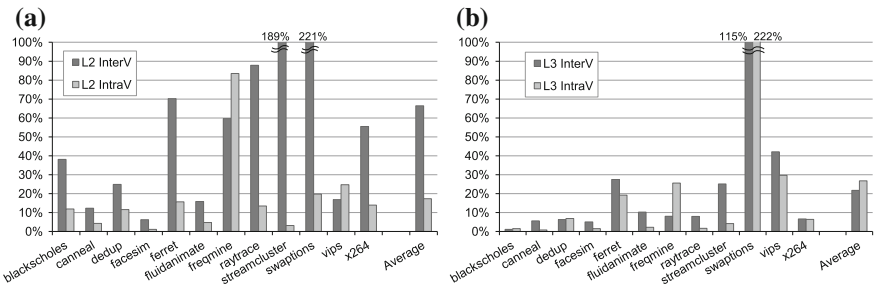 (a)
189% 221%
100%
90%
80%
70%
60%
50%
40%
30%
20%
10%
0%
L2 InterV
L2 IntraV
blackscholes
canneal
dedup
facesim
ferret
fluidanimate
freqmine
raytrace
streamcluster
swaptions
vips
x264
Average
(b)
115% 222%
100%
90%
80%
70%
60%
50%
40%
30%
20%
10%
0%
L3 InterV
L3 IntraV
blackscholes
canneal
dedup
facesim
ferret
fluidanimate
freqmine
raytrace
streamcluster
swaptions
vips
x264
Average